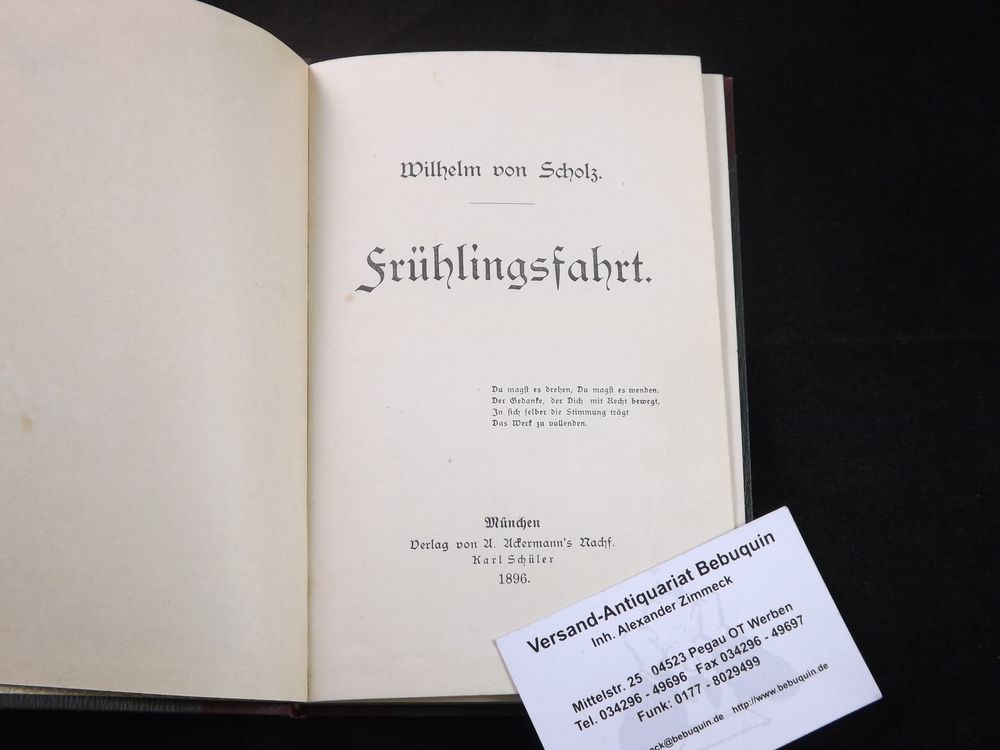 Wilhelm von Scholz.
Frühlingsfahrt.
Du magst es drehen, Du magst es wenden.
Der Gedanke, der Dich mit Recht bewegt,
In sich selber die Stimmung trägt
Das Werk zu vollenden.
München
Verlag von A. Ackermann's Nachf.
Karl Schüler
1896.
Versand-Antiquariat Bebuquin
Inh. Alexander Zimmeck
Mittelstr. 25 04523 Pegau OT Werben
Tel. 034296 - 49696 Fax 034296 - 49697
Funk: 0177 - 8029499
eck@bebuquin.de http://www.bebuquin.de